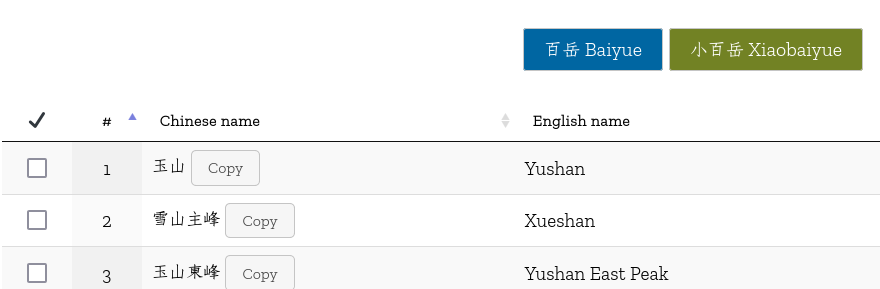 百岳 Baiyue 小百岳 Xiaobaiyue
# Chinese name English name
1 玉山 Copy Yushan
2 雪山主峰 Copy Xueshan
3 玉山東峰 Copy Yushan East Peak